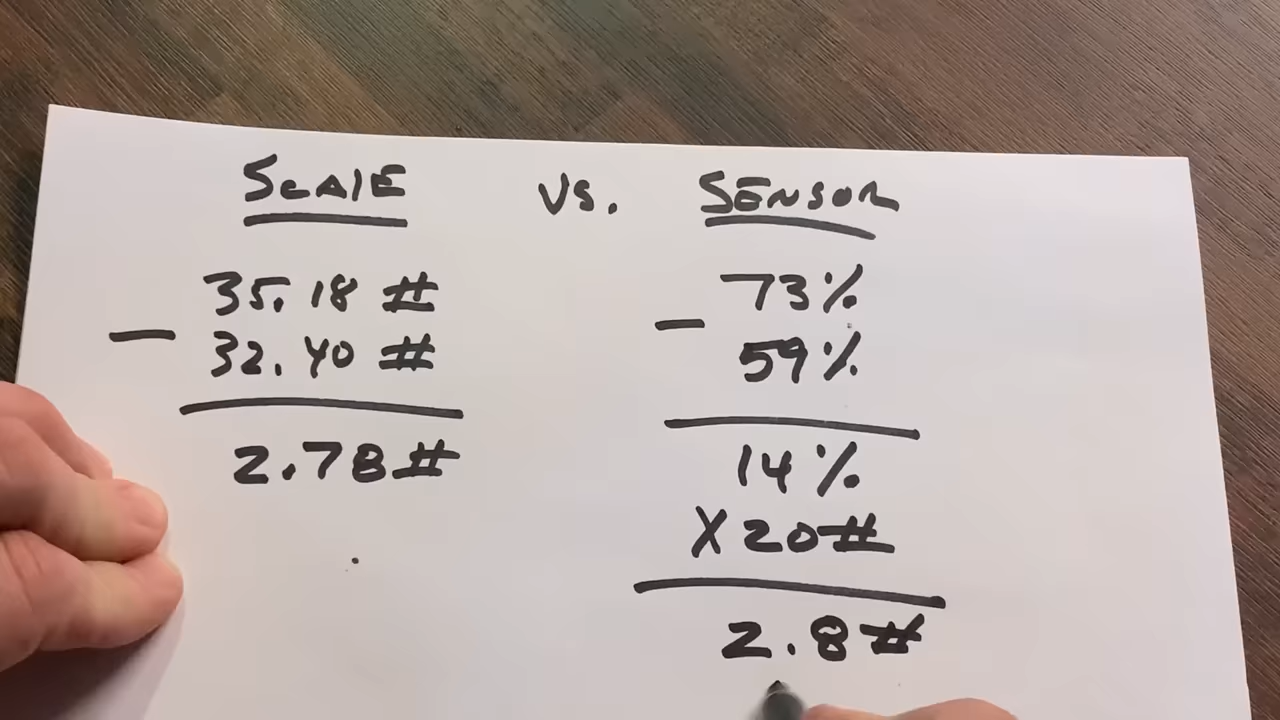 SCALE VS. SENSOR
35.18 #
- 32.40 #
2.78 #
73%
- 59%
14%
X 20 #
2.8 #